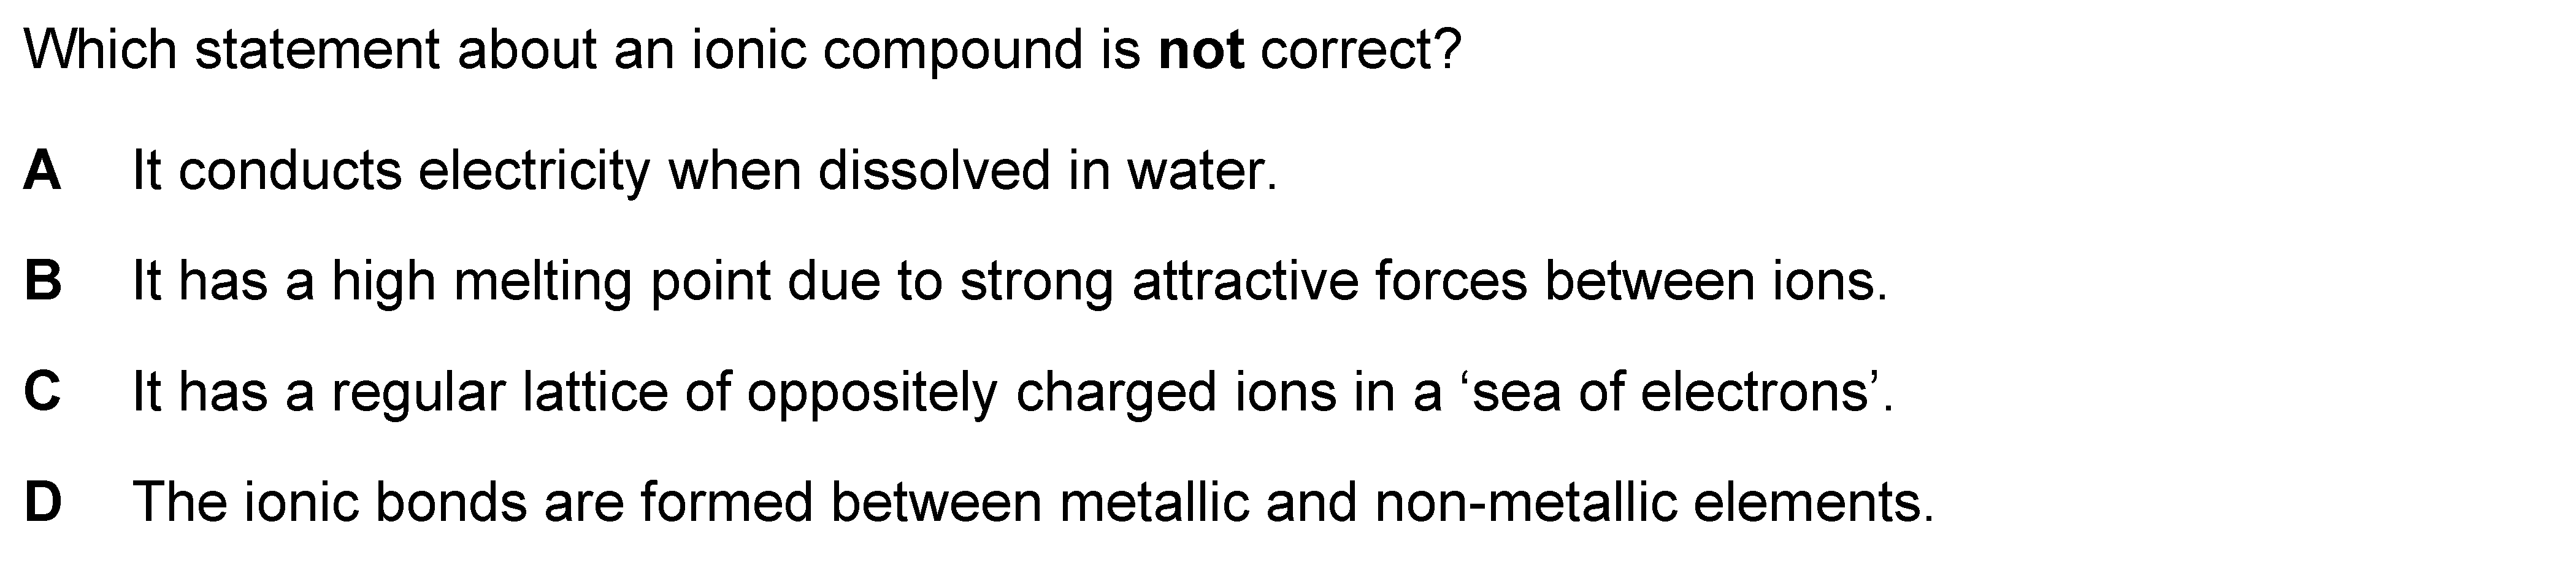 Which statement about an ionic compound is not correct?
A It conducts electricity when dissolved in water.
B It has a high melting point due to strong attractive forces between ions.
C It has a regular lattice of oppositely charged ions in a ‘sea of electrons’.
D The ionic bonds are formed between metallic and non-metallic elements.